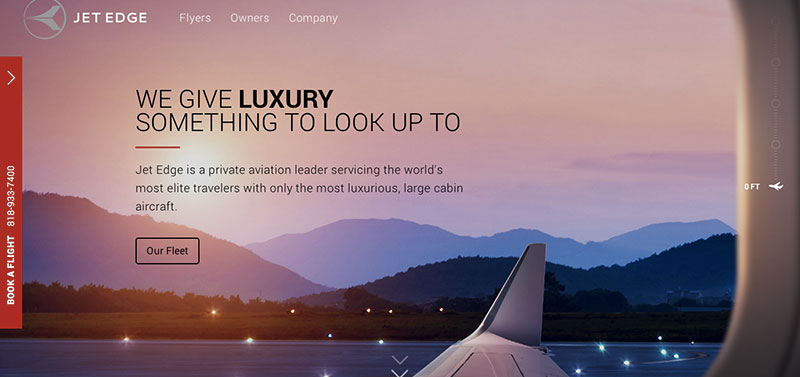 JET EDGE
Flyers Owners Company
WE GIVE LUXURY
SOMETHING TO LOOK UP TO
Jet Edge is a private aviation leader servicing the world's
most elite travelers with only the most luxurious, large cabin
aircraft.
Our Fleet
BOOK A FLIGHT 818-933-7400
0 FT